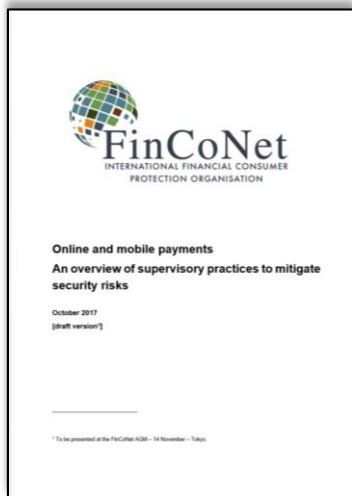 FinCoNet
INTERNATIONAL FINANCIAL CONSUMER
PROTECTION ORGANISATION
Online and mobile payments
An overview of supervisory practices to mitigate
security risks
October 2017
[draft version¹]
¹ To be presented at the FinCoNet AGM – 14 November – Tokyo.